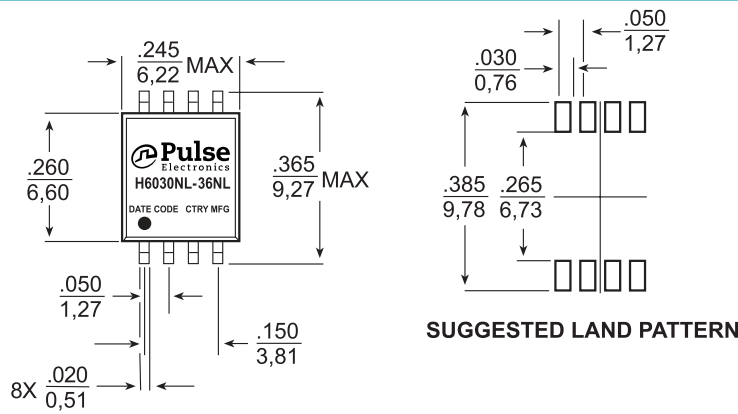 .245
6,22 MAX
.260
6,60
Pulse
Electronics
H6030NL-36NL
DATE CODE CTRY MFG
.365
9,27 MAX
.050
1,27
.150
3,81
8X .020
0,51
.050
1,27
.030
0,76
.385
9,78
.265
6,73
SUGGESTED LAND PATTERN